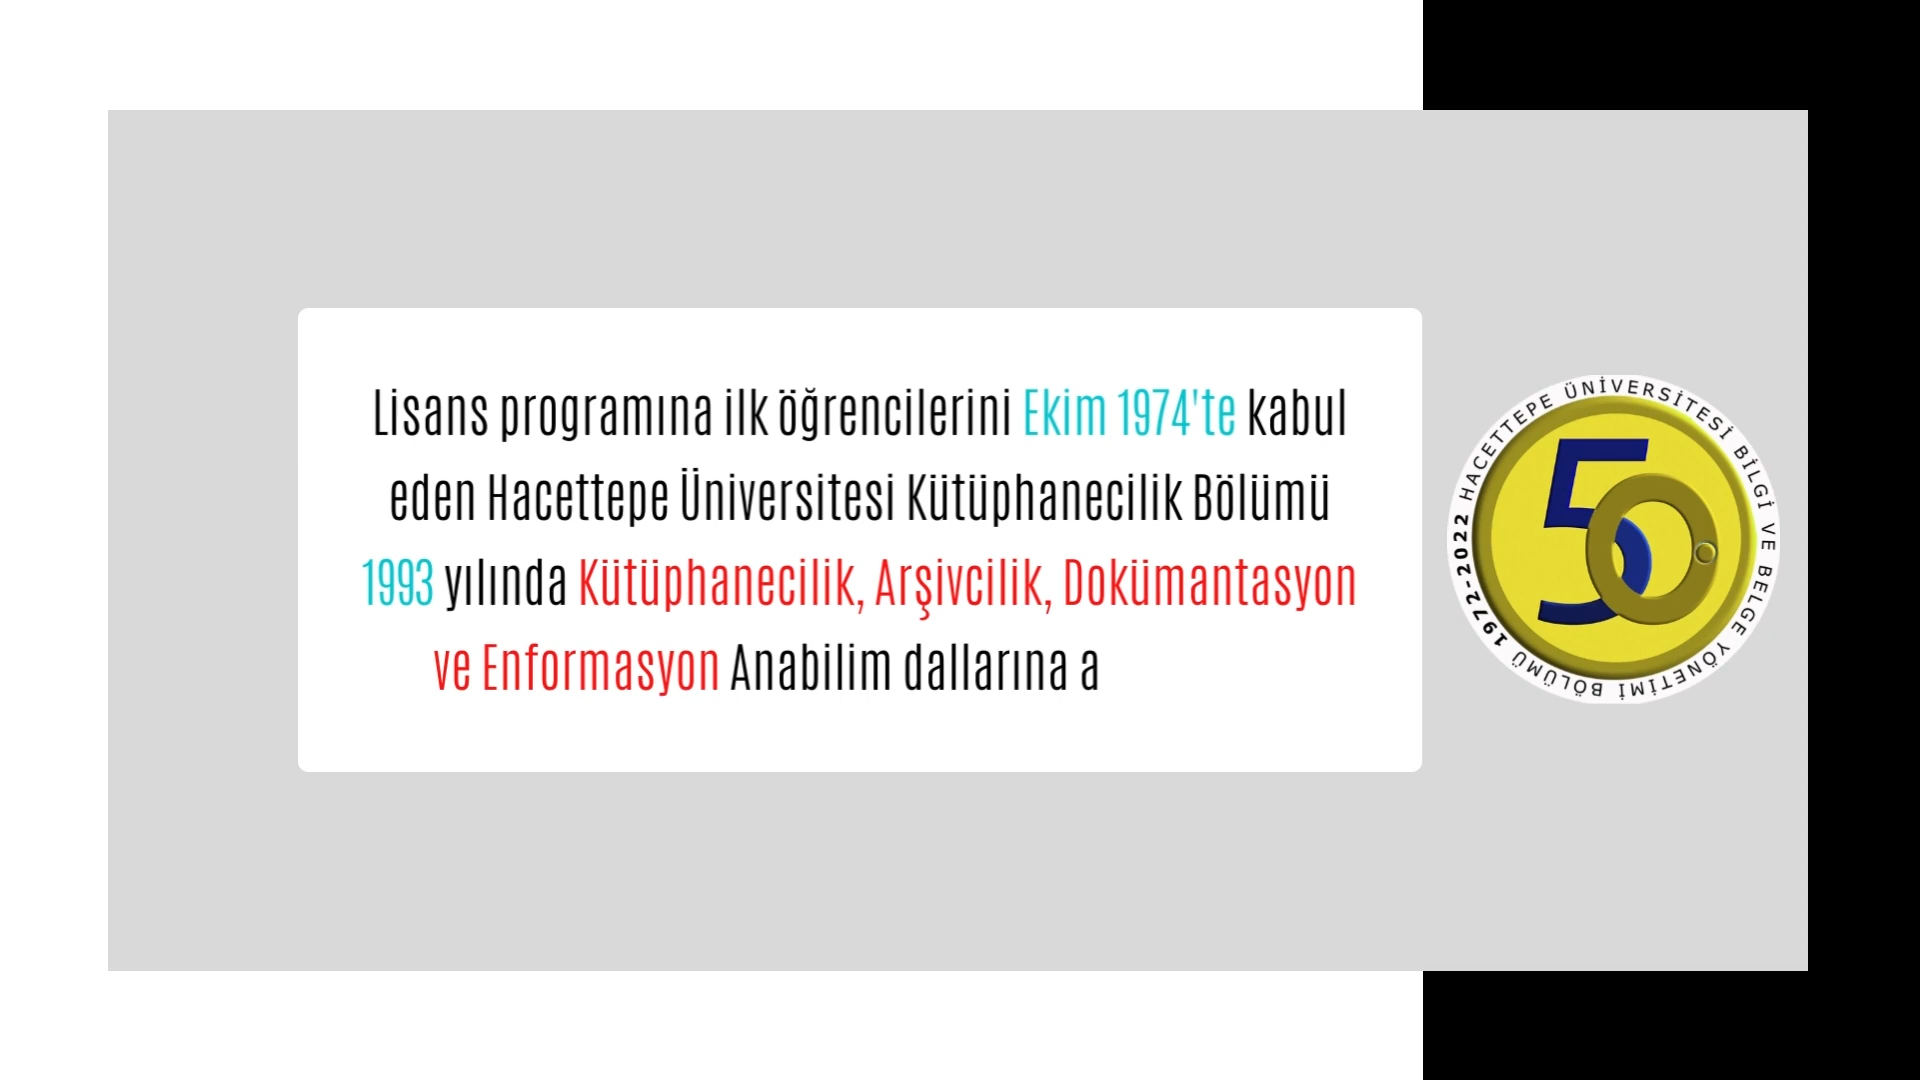 Lisans programına ilk öğrencilerini Ekim 1974'te kabul
eden Hacettepe Üniversitesi Kütüphanecilik Bölümü
1993 yılında Kütüphanecilik, Arşivcilik, Dokümantasyon
ve Enformasyon Anabilim dallarına a
1972-2022 HACETTEPE ÜNİVERSİTESİ BİLGİ VE BELGE YÖNETİMİ BÖLÜMÜ
50